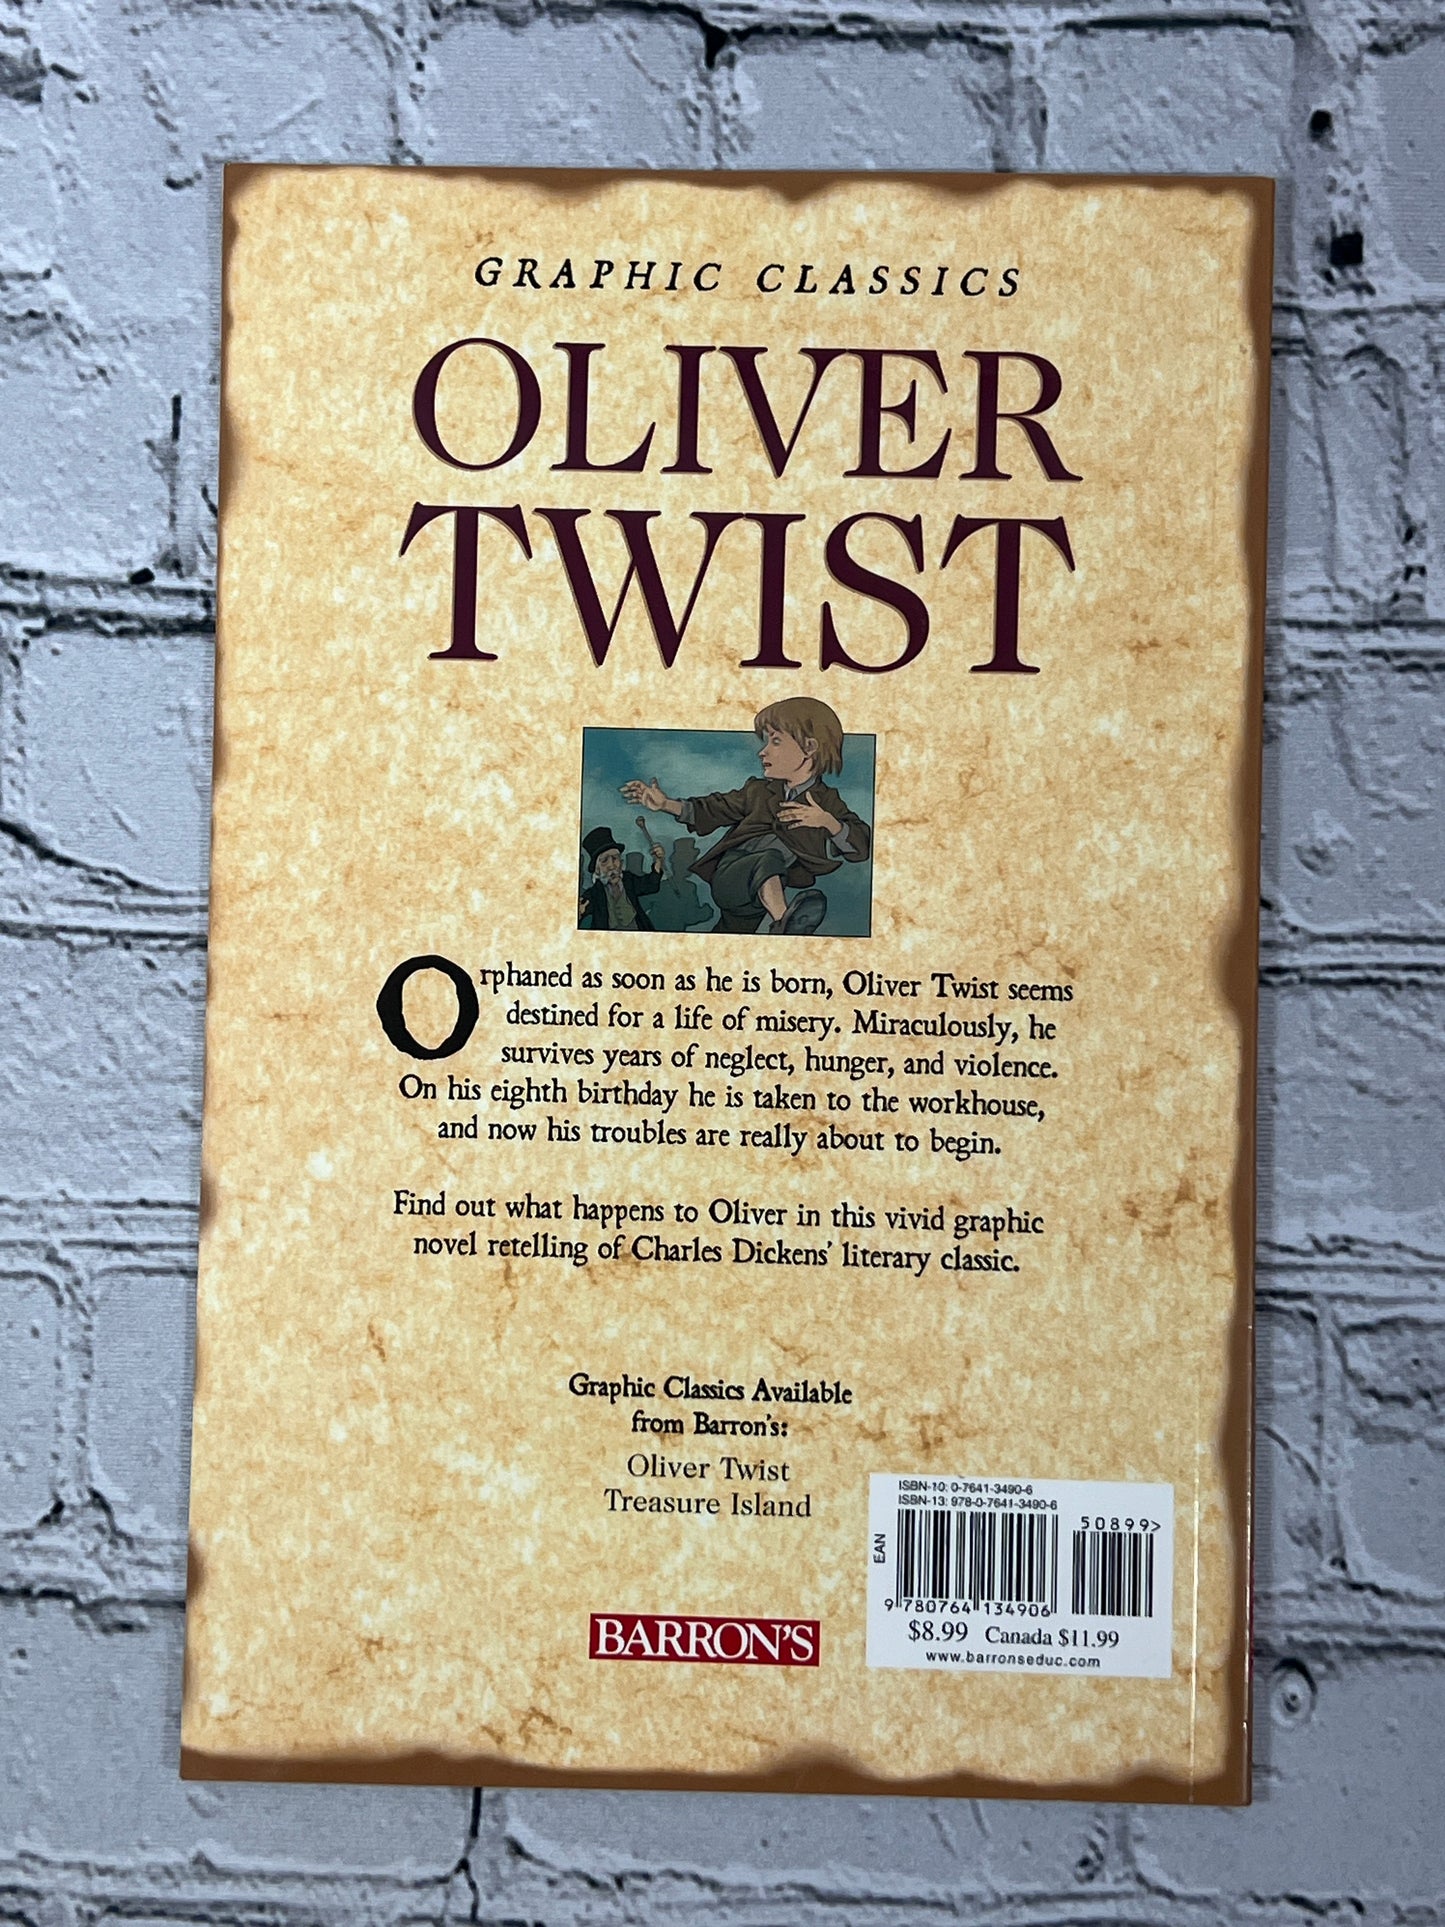 GRAPHIC CLASSICS
OLIVER
TWIST
Orphaned as soon as he is born, Oliver Twist seems
destined for a life of misery. Miraculously, he
survives years of neglect, hunger, and violence.
On his eighth birthday he is taken to the workhouse,
and now his troubles are really about to begin.
Find out what happens to Oliver in this vivid graphic
novel retelling of Charles Dickens' literary classic.
Graphic Classics Available
from Barron's:
Oliver Twist
Treasure Island
BARRON'S
ISBN-10: 0-7641-3490-6
ISBN-13: 978-0-7641-3490-6
50899>
EAN
9 780764 134906
$8.99 Canada $11.99
www.barronseduc.com